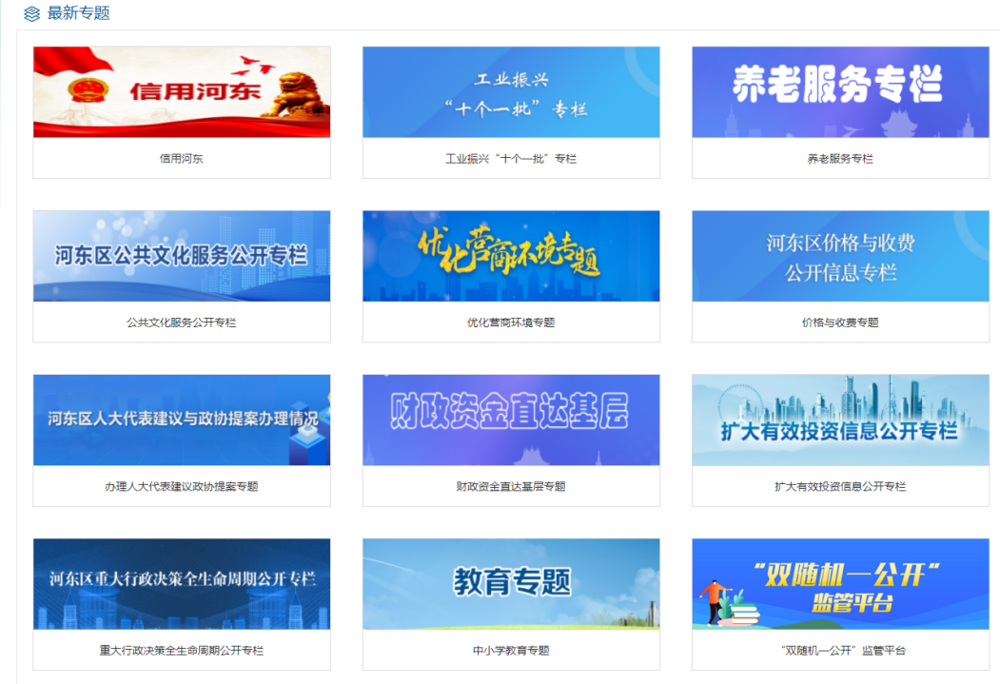 最新专题
信用河东
工业振兴
“十个一批”专栏
养老服务专栏
信用河东
工业振兴“十个一批”专栏
养老服务专栏
河东区公共文化服务公开专栏
优化营商环境专题
河东区价格与收费
公开信息专栏
公共文化服务公开专栏
优化营商环境专题
价格与收费专题
河东区人大代表建议与政协提案办理情况
财政资金直达基层
扩大有效投资信息公开专栏
办理人大代表建议政协提案专题
财政资金直达基层专题
扩大有效投资信息公开专栏
河东区重大行政决策全生命周期公开专栏
教育专题
“双随机一公开”
监管平台
重大行政决策全生命周期公开专栏
中小学教育专题
“双随机一公开”监管平台